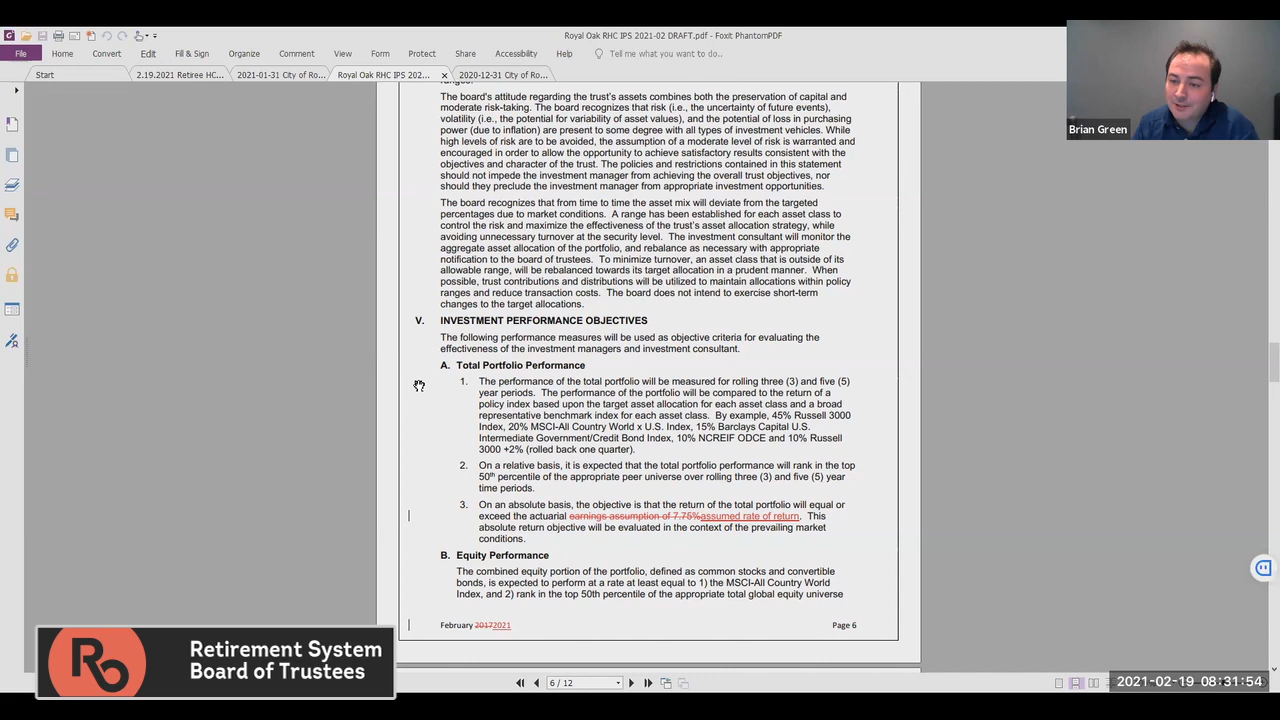 Royal Oak RHC IPS 2021-02 DRAFT.pdf - Foxit PhantomPDF
File Home Convert Edit Fill & Sign Organize Comment View Form Protect Share Accessibility Help Tell me what you want to do..
Start 2.19.2021 Retiree HC... 2021-01-31 City of Ro... Royal Oak RHC IPS 202... 2020-12-31 City of Ro...
Brian Green
ranges.
The board's attitude regarding the trust's assets combines both the preservation of capital and
moderate risk-taking. The board recognizes that risk (i.e., the uncertainty of future events),
volatility (i.e., the potential for variability of asset values), and the potential of loss in purchasing
power (due to inflation) are present to some degree with all types of investment vehicles. While
high levels of risk are to be avoided, the assumption of a moderate level of risk is warranted and
encouraged in order to allow the opportunity to achieve satisfactory results consistent with the
objectives and character of the trust. The policies and restrictions contained in this statement
should not impede the investment manager from achieving the overall trust objectives, nor
should they preclude the investment manager from appropriate investment opportunities.
The board recognizes that from time to time the asset mix will deviate from the targeted
percentages due to market conditions. A range has been established for each asset class to
control the risk and maximize the effectiveness of the trust's asset allocation strategy, while
avoiding unnecessary turnover at the security level. The investment consultant will monitor the
aggregate asset allocation of the portfolio, and rebalance as necessary with appropriate
notification to the board of trustees. To minimize turnover, an asset class that is outside of its
allowable range, will be rebalanced towards its target allocation in a prudent manner. When
possible, trust contributions and distributions will be utilized to maintain allocations within policy
ranges and reduce transaction costs. The board does not intend to exercise short-term
changes to the target allocations.
V. INVESTMENT PERFORMANCE OBJECTIVES
The following performance measures will be used as objective criteria for evaluating the
effectiveness of the investment managers and investment consultant.
A. Total Portfolio Performance
1. The performance of the total portfolio will be measured for rolling three (3) and five (5)
year periods. The performance of the portfolio will be compared to the return of a
policy index based upon the target asset allocation for each asset class and a broad
representative benchmark index for each asset class. By example, 45% Russell 3000
Index, 20% MSCI-All Country World x U.S. Index, 15% Barclays Capital U.S.
Intermediate Government/Credit Bond Index, 10% NCREIF ODCE and 10% Russell
3000 +2% (rolled back one quarter).
2. On a relative basis, it is expected that the total portfolio performance will rank in the top
50th percentile of the appropriate peer universe over rolling three (3) and five (5) year
time periods.
3. On an absolute basis, the objective is that the return of the total portfolio will equal or
exceed the actuarial earnings assumption of 7.75%assumed rate of return. This
absolute return objective will be evaluated in the context of the prevailing market
conditions.
B. Equity Performance
The combined equity portion of the portfolio, defined as common stocks and convertible
bonds, is expected to perform at a rate at least equal to 1) the MSCI-All Country World
Index, and 2) rank in the top 50th percentile of the appropriate total global equity universe
February 20172021 Page 6
Ro
Retirement System
Board of Trustees
6 / 12
2021-02-19 08:31:54